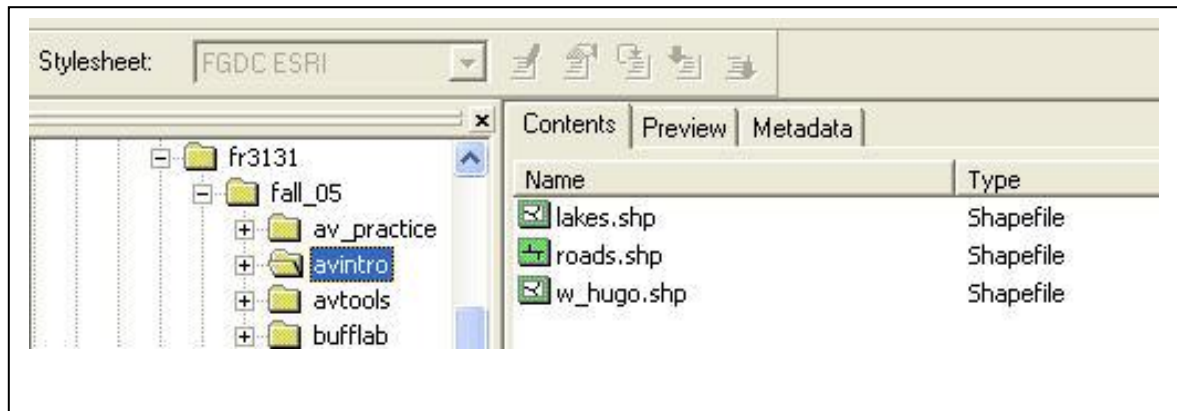 Stylesheet: FGDC ESRI
fr3131
fall_05
av_practice
avintro
avtools
bufflab
Contents Preview Metadata
Name Type
lakes.shp Shapefile
roads.shp Shapefile
w_hugo.shp Shapefile